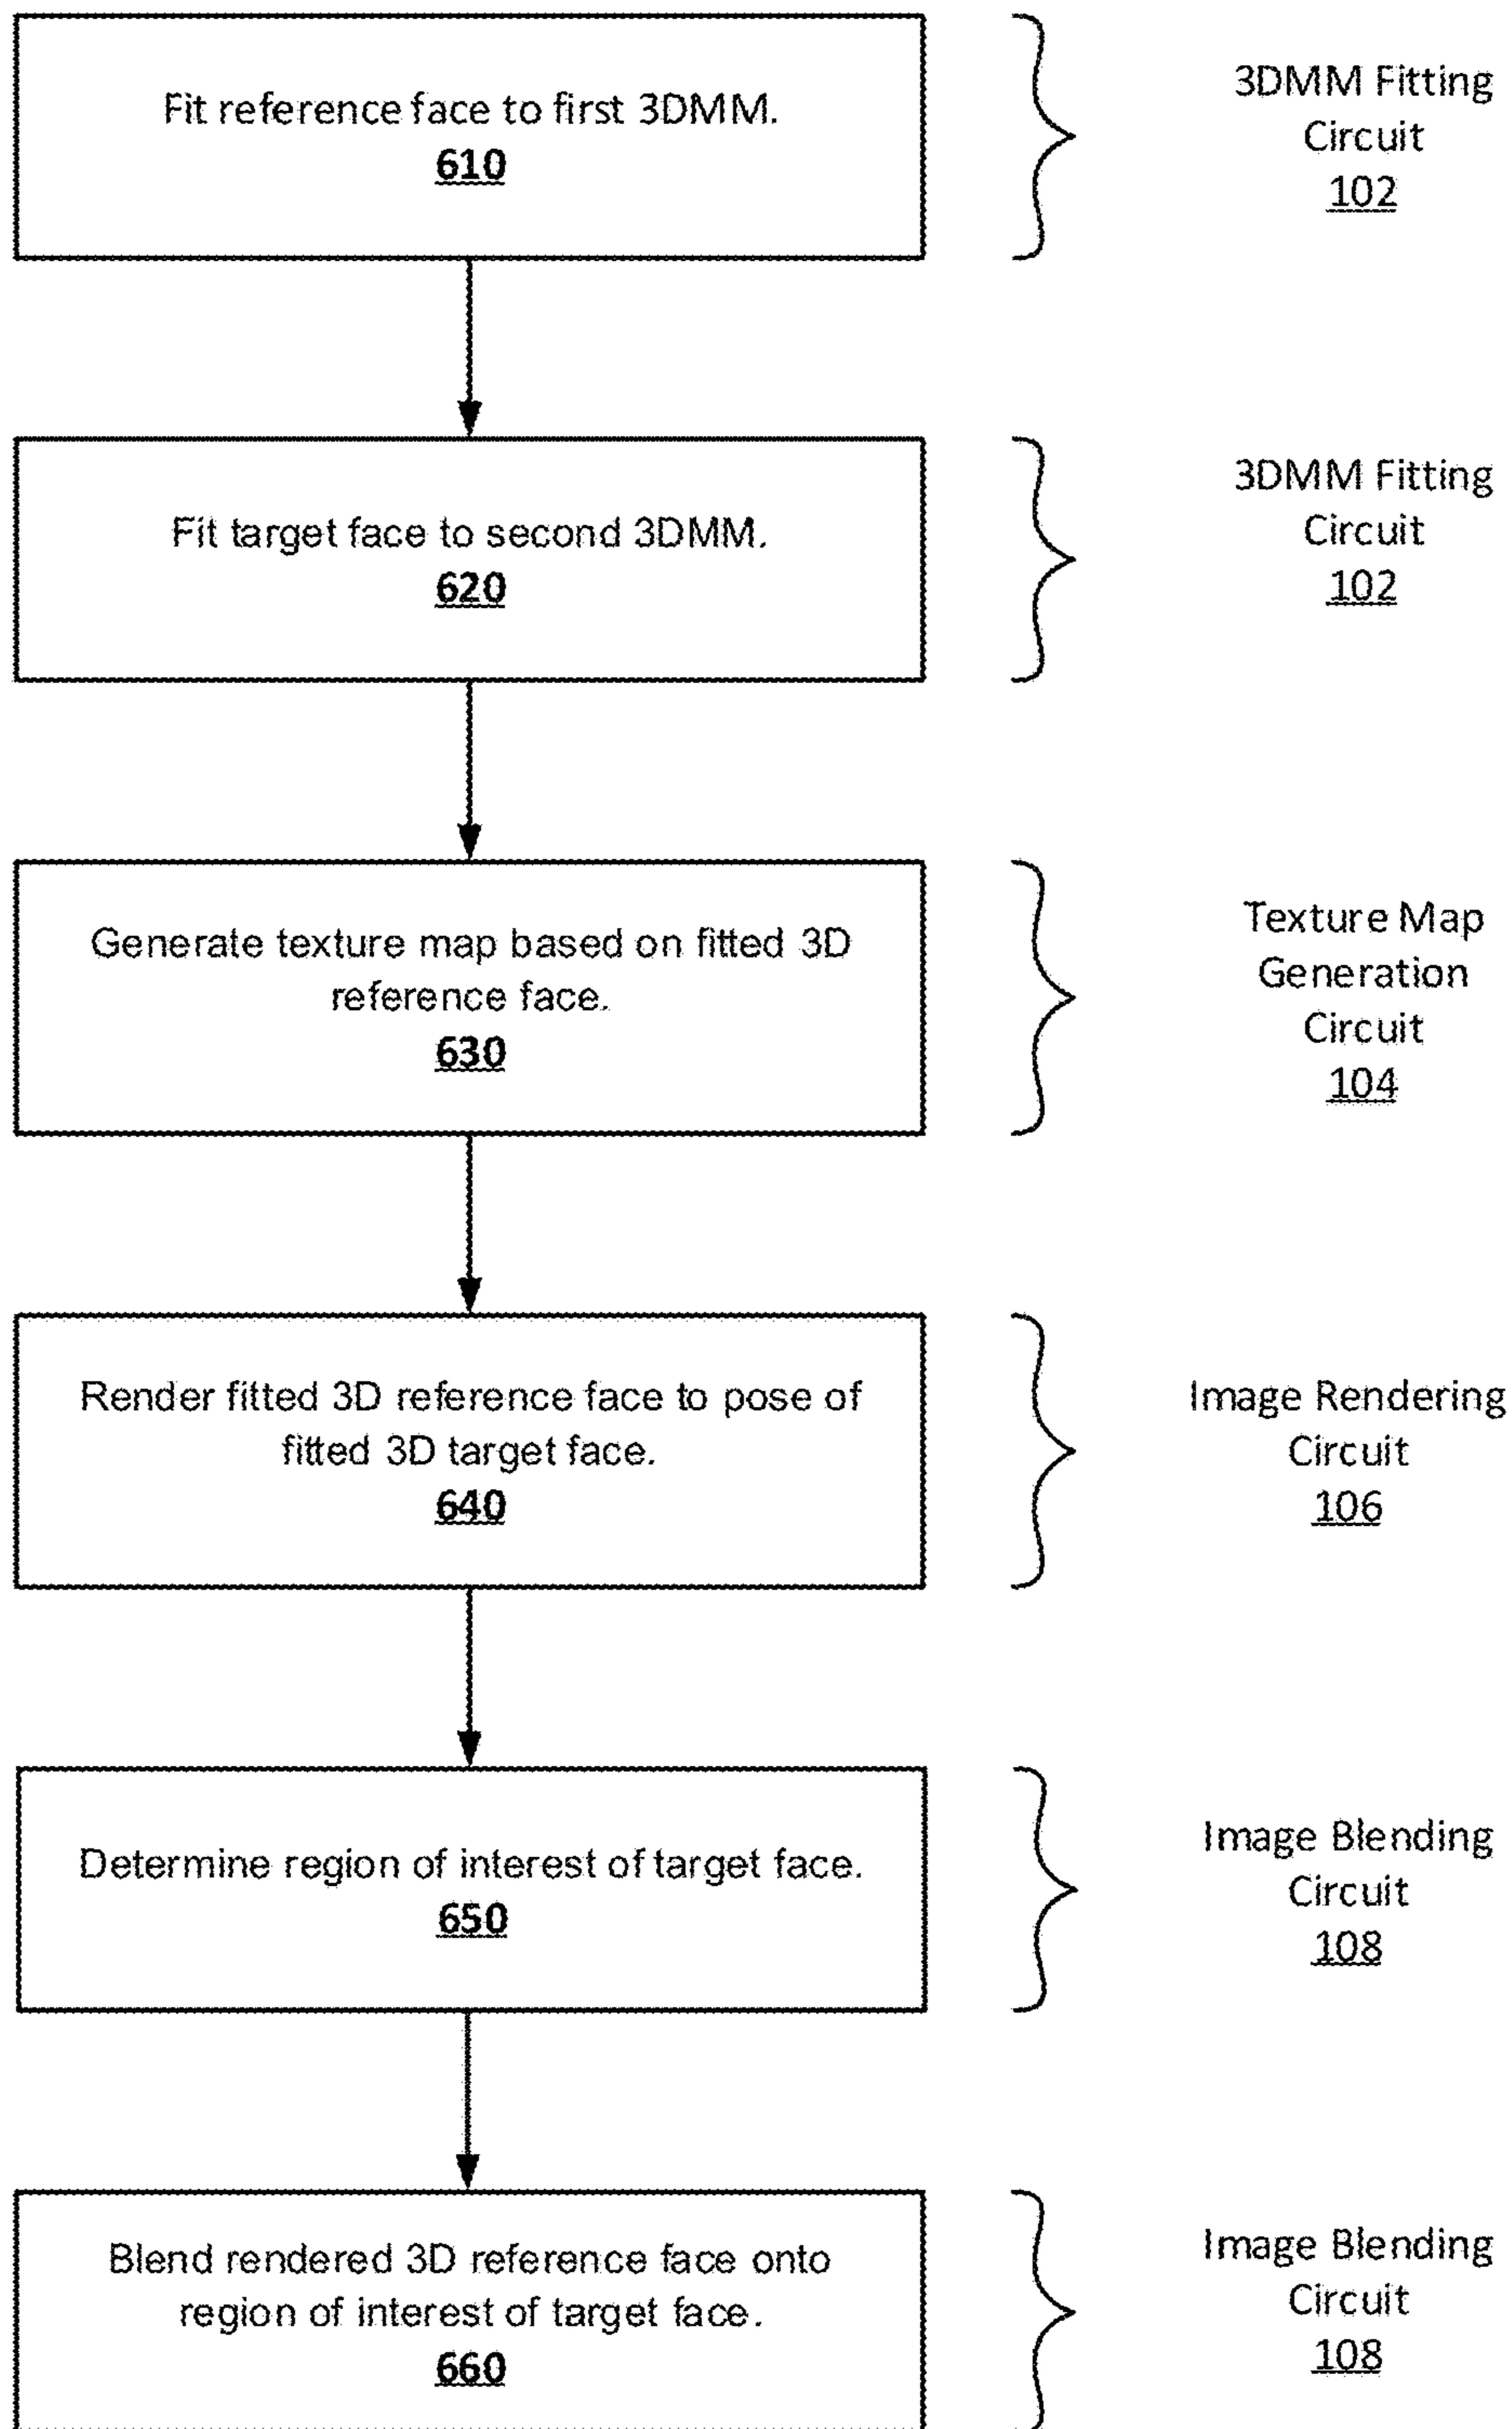 Fit reference face to first 3DMM.
610
3DMM Fitting
Circuit
102
Fit target face to second 3DMM.
620
3DMM Fitting
Circuit
102
Generate texture map based on fitted 3D
reference face.
630
Texture Map
Generation
Circuit
104
Render fitted 3D reference face to pose of
fitted 3D target face.
640
Image Rendering
Circuit
106
Determine region of interest of target face.
650
Image Blending
Circuit
108
Blend rendered 3D reference face onto
region of interest of target face.
660
Image Blending
Circuit
108